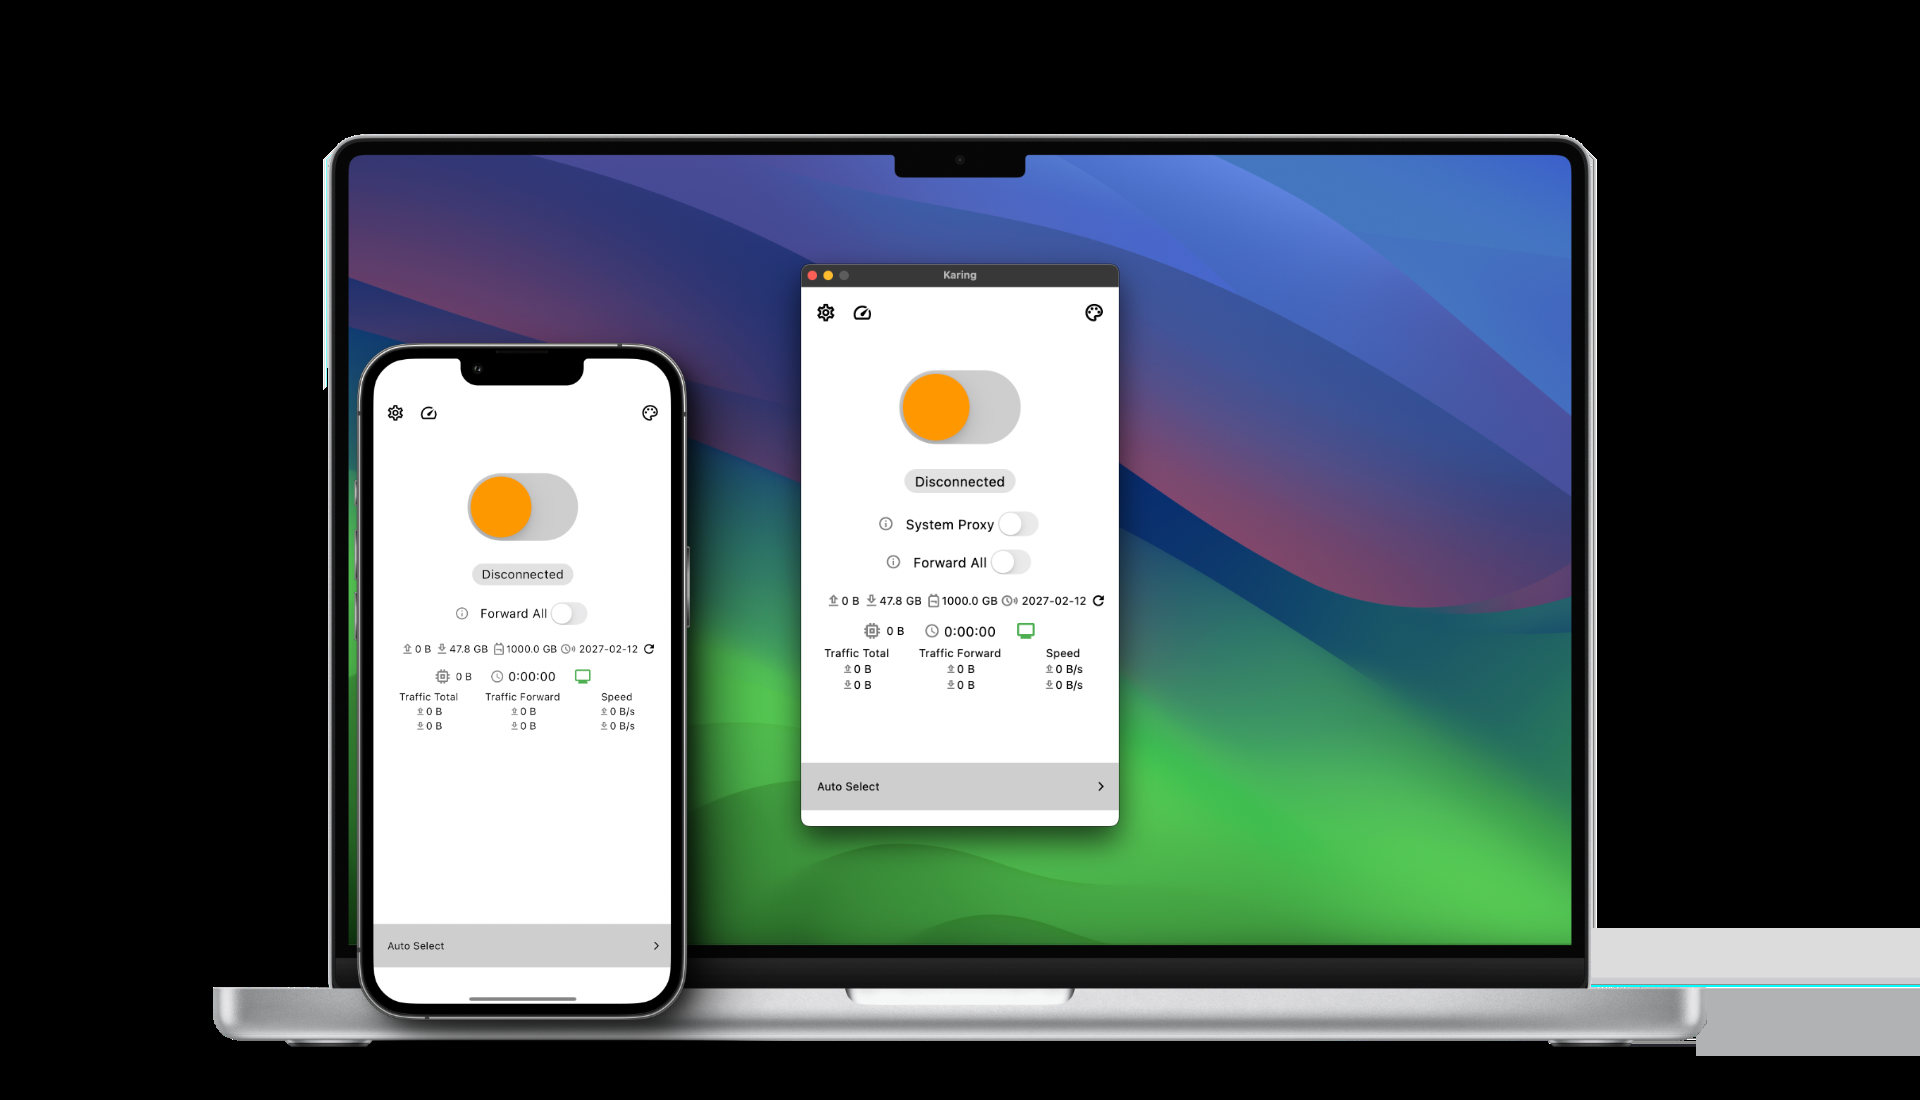 Karing
Disconnected
System Proxy
Forward All
0 B 47.8 GB 1000.0 GB 2027-02-12
0 B 0:00:00
Traffic Total Traffic Forward Speed
0 B 0 B 0 B/s
0 B 0 B 0 B/s
Auto Select
Disconnected
Forward All
0 B 47.8 GB 1000.0 GB 2027-02-12
0 B 0:00:00
Traffic Total Traffic Forward Speed
0 B 0 B 0 B/s
0 B 0 B 0 B/s
Auto Select